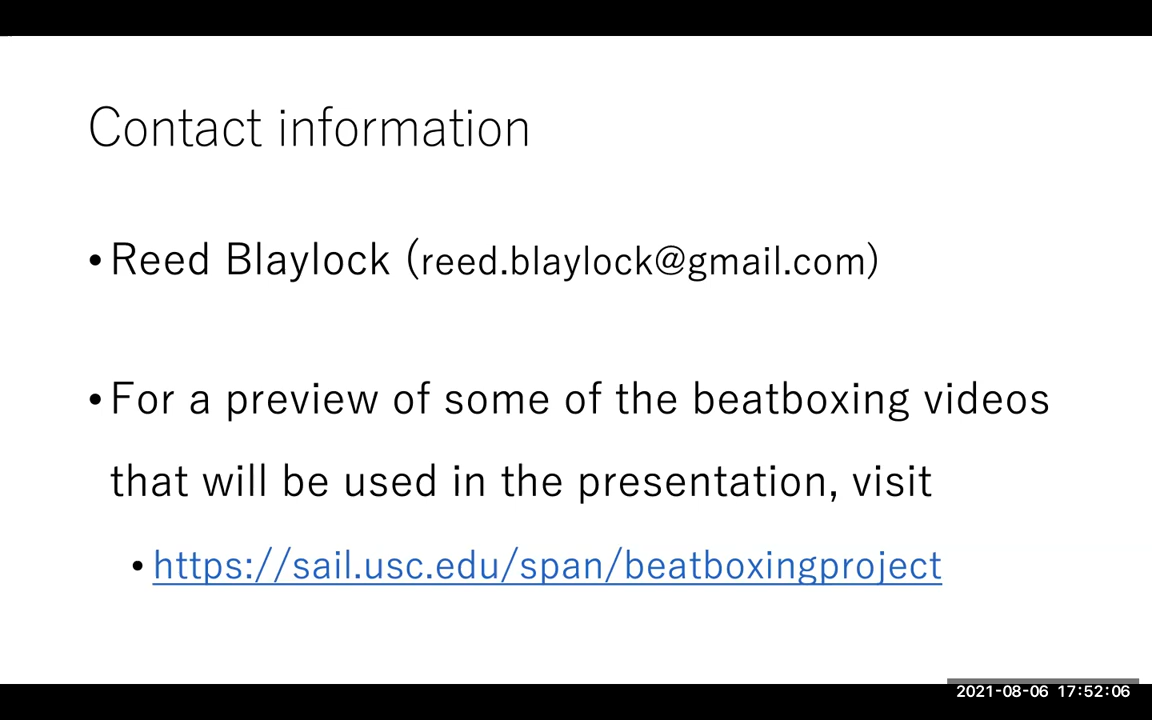 Contact information
•Reed Blaylock (reed.blaylock@gmail.com)
•For a preview of some of the beatboxing videos
that will be used in the presentation, visit
•https://sail.usc.edu/span/beatboxingproject
2021-08-06 17:52:06